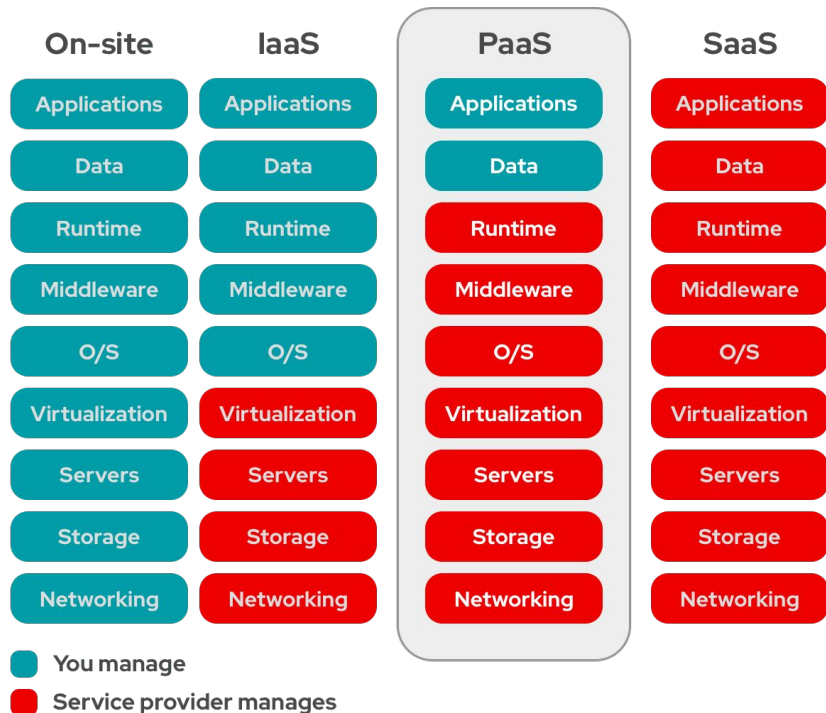 On-site IaaS PaaS SaaS
Applications Applications Applications Applications
Data Data Data Data
Runtime Runtime Runtime Runtime
Middleware Middleware Middleware Middleware
O/S O/S O/S O/S
Virtualization Virtualization Virtualization Virtualization
Servers Servers Servers Servers
Storage Storage Storage Storage
Networking Networking Networking Networking
You manage
Service provider manages